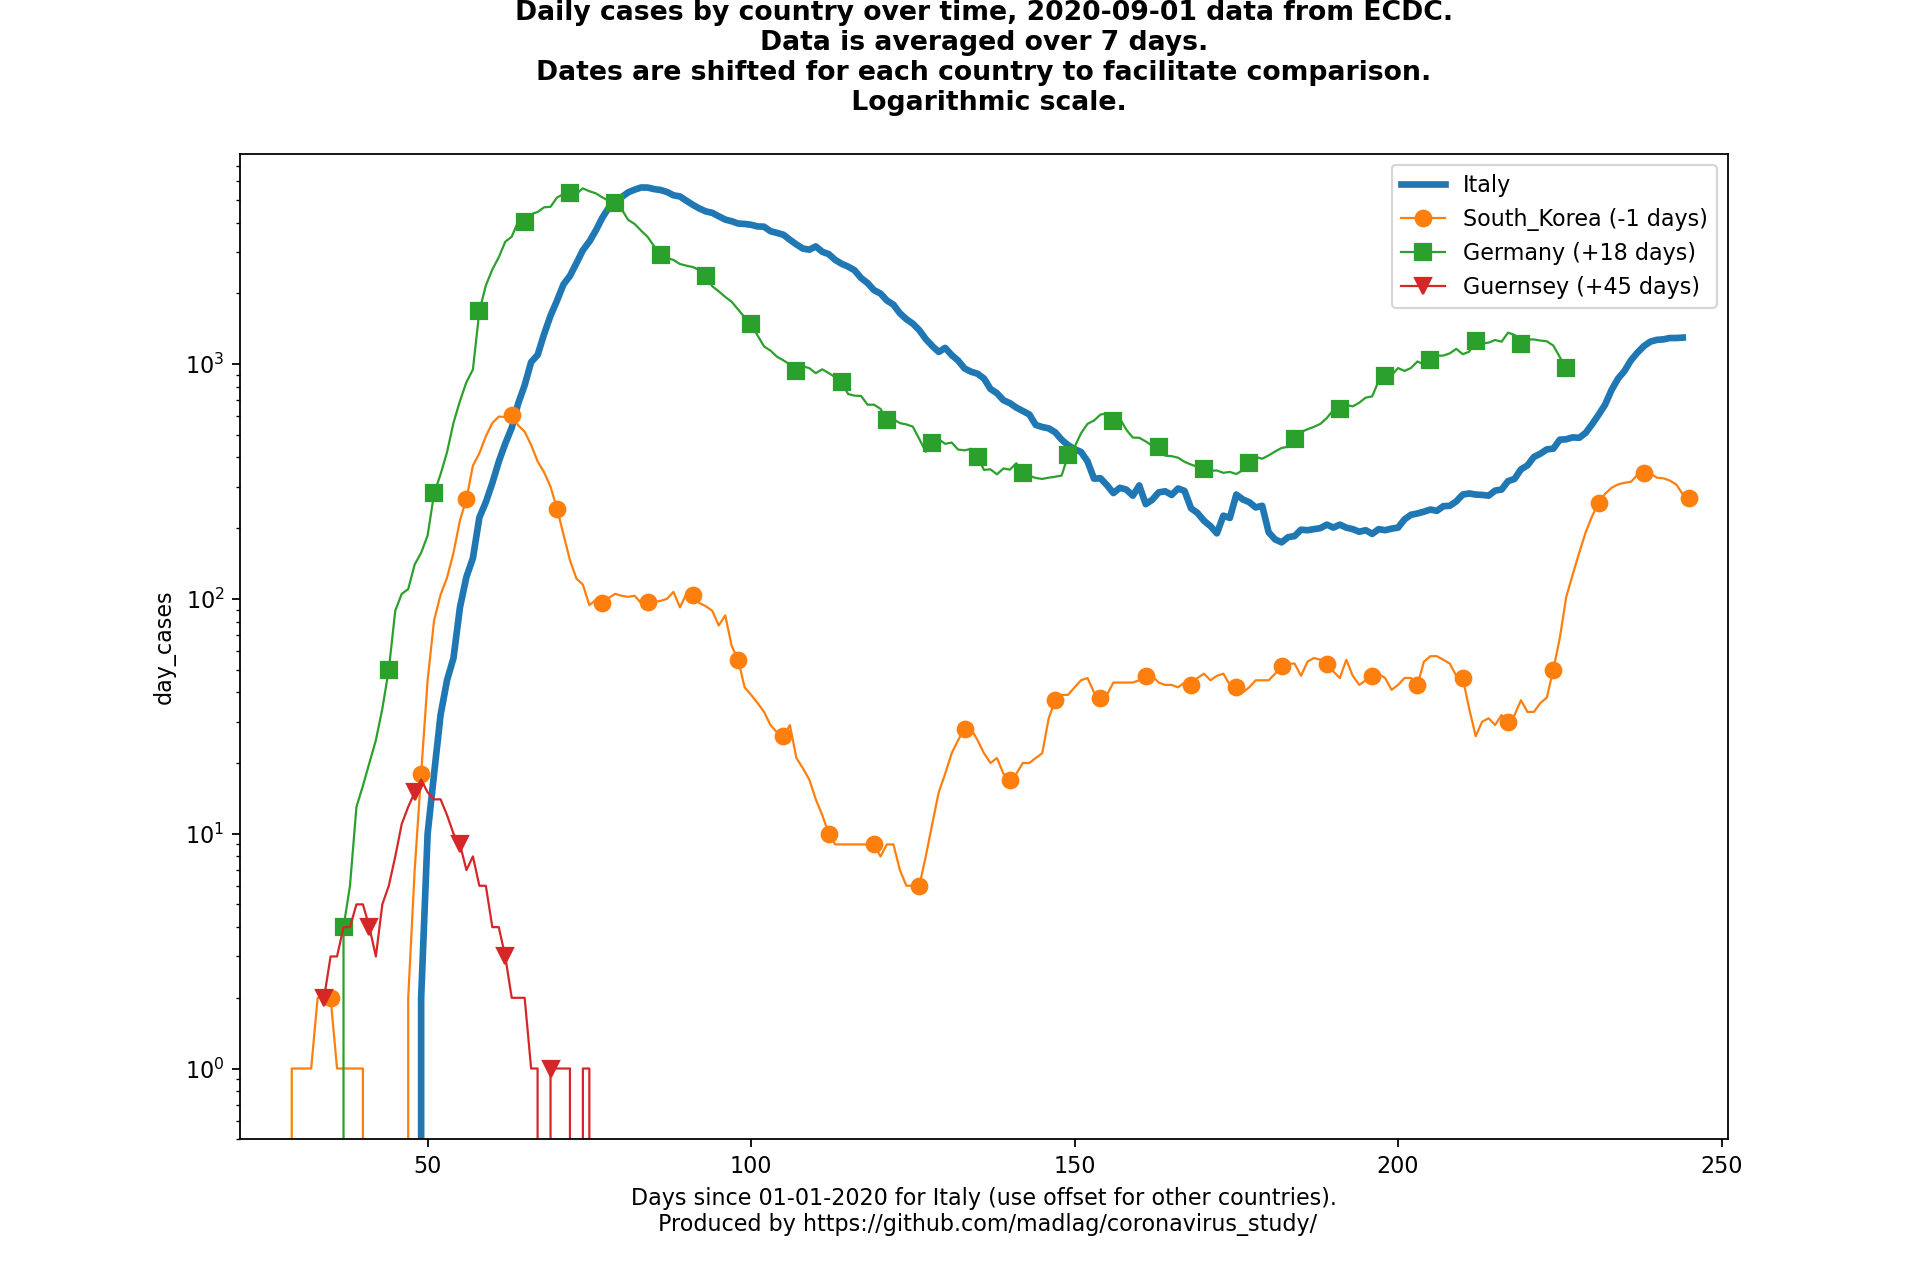 Daily cases by country over time, 2020-09-01 data from ECDC.
Data is averaged over 7 days.
Dates are shifted for each country to facilitate comparison.
Logarithmic scale.
Italy
South_Korea (-1 days)
Germany (+18 days)
Guernsey (+45 days)
day_cases
10³
10²
10¹
10⁰
50 100 150 200 250
Days since 01-01-2020 for Italy (use offset for other countries).
Produced by https://github.com/madlag/coronavirus_study/